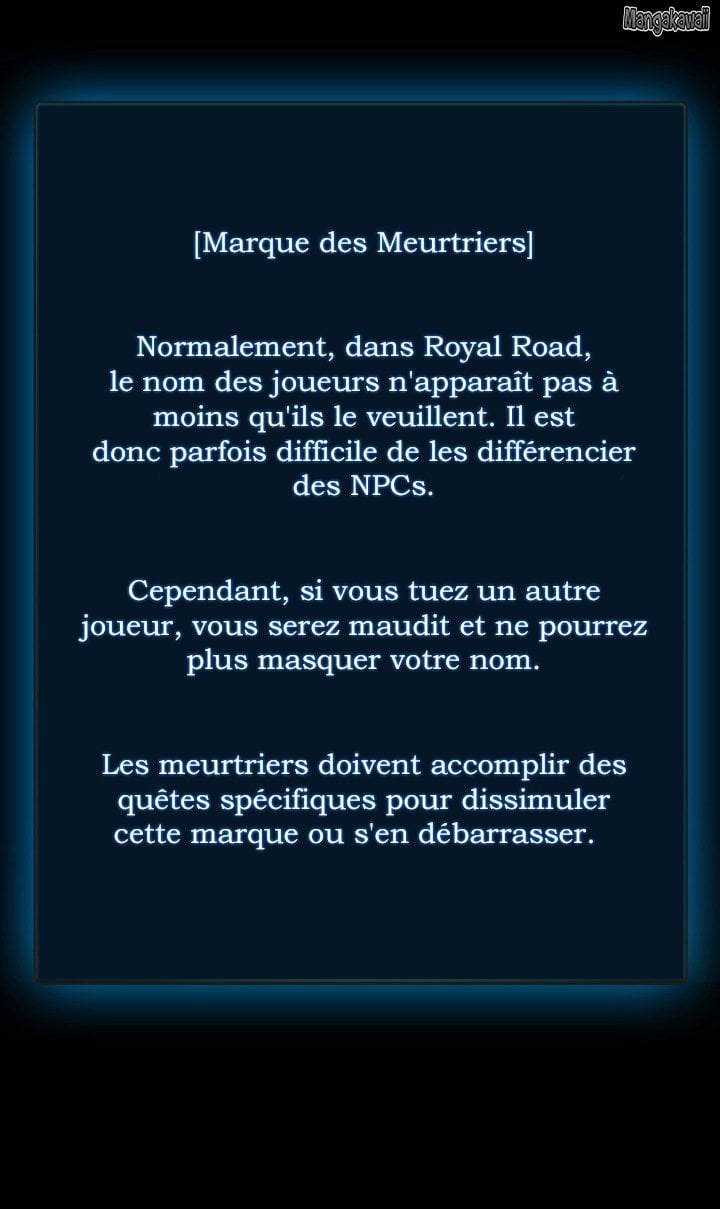 Mangakawaii
[Marque des Meurtriers]
Normalement, dans Royal Road,
le nom des joueurs n'apparaît pas à
moins qu'ils le veuillent. Il est
donc parfois difficile de les différencier
des NPCs.
Cependant, si vous tuez un autre
joueur, vous serez maudit et ne pourrez
plus masquer votre nom.
Les meurtriers doivent accomplir des
quêtes spécifiques pour dissimuler
cette marque ou s'en débarrasser.